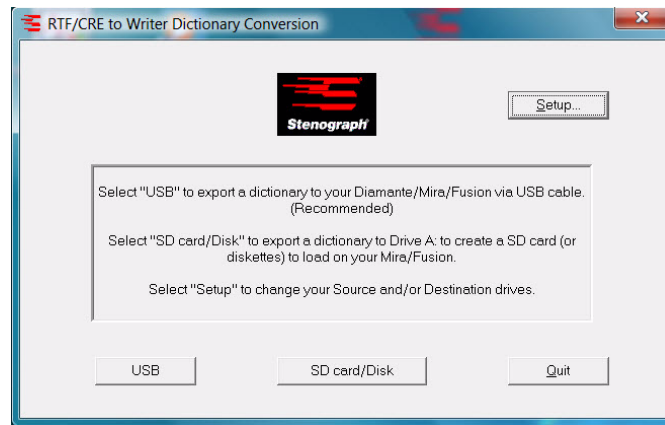 RTF/CRE to Writer Dictionary Conversion
Stenograph
Setup...
Select "USB" to export a dictionary to your Diamante/Mira/Fusion via USB cable.
(Recommended)
Select "SD card/Disk" to export a dictionary to Drive A: to create a SD card (or
diskettes) to load on your Mira/Fusion.
Select "Setup" to change your Source and/or Destination drives.
USB
SD card/Disk
Quit